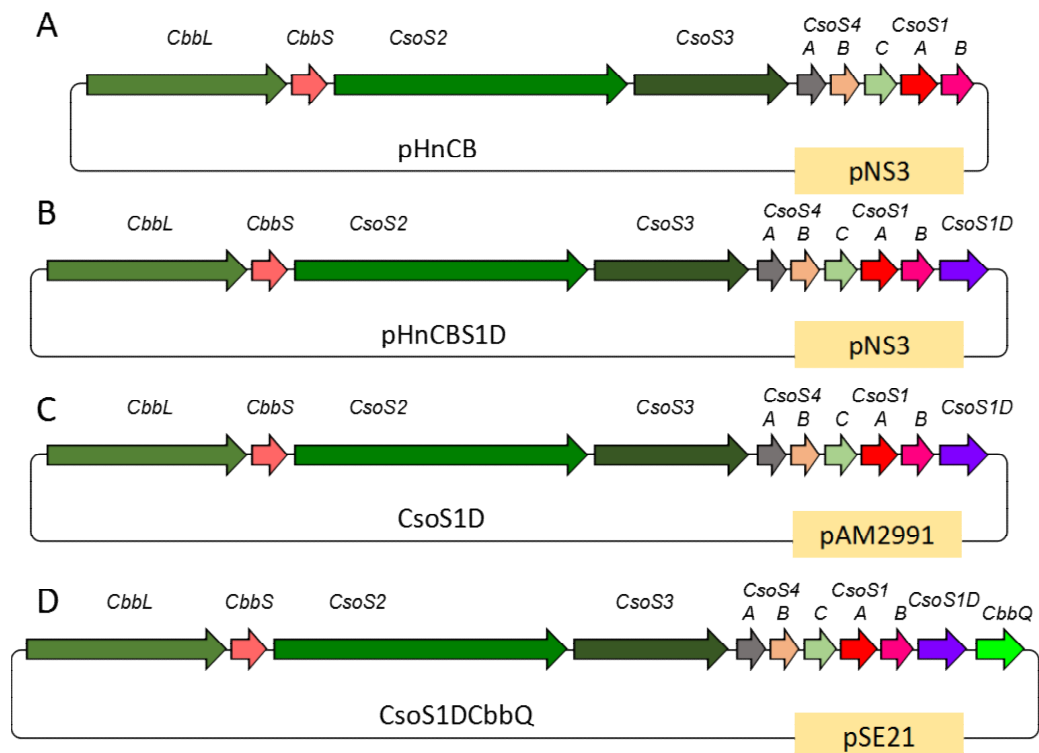 A
CbbL CbbS CsoS2 CsoS3 CsoS4 CsoS1
A B C A B
pHnCB
pNS3
B
CbbL CbbS CsoS2 CsoS3 CsoS4 CsoS1 CsoS1D
A B C A B
pHnCBS1D
pNS3
C
CbbL CbbS CsoS2 CsoS3 CsoS4 CsoS1 CsoS1D
A B C A B
CsoS1D
pAM2991
D
CbbL CbbS CsoS2 CsoS3 CsoS4 CsoS1 CsoS1D CbbQ
A B C A B
CsoS1DCbbQ
pSE21